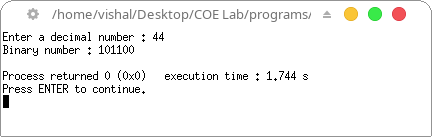 /home/vishal/Desktop/COE Lab/programs/
Enter a decimal number : 44
Binary number : 101100
Process returned 0 (0x0)   execution time : 1.744 s
Press ENTER to continue.